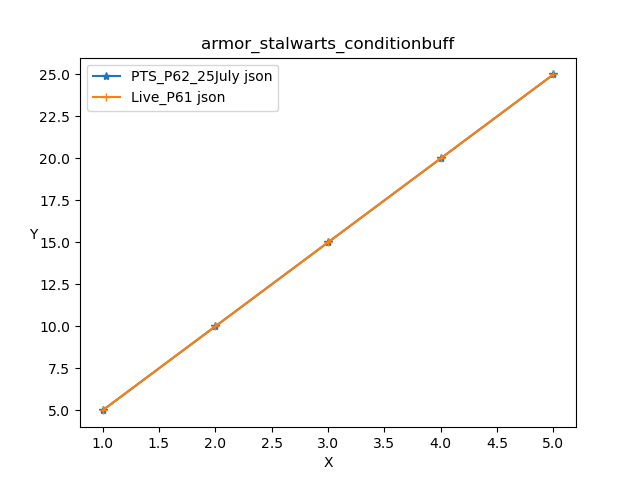 armor_stalwarts_conditionbuff
PTS_P62_25July json
Live_P61 json
25.0
22.5
20.0
17.5
15.0
12.5
10.0
7.5
5.0
Y
1.0 1.5 2.0 2.5 3.0 3.5 4.0 4.5 5.0
X